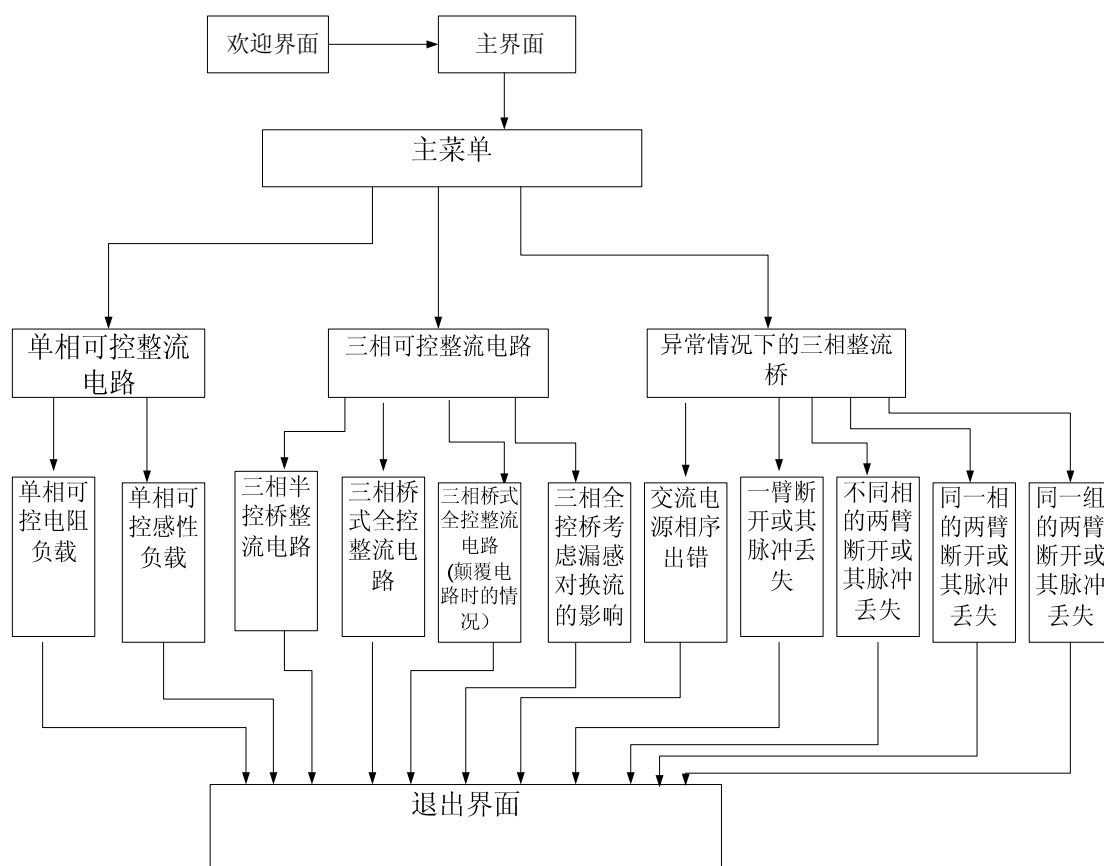 欢迎界面
主界面
主菜单
单相可控整流
电路
三相可控整流电路
异常情况下的三相整流
桥
单相可
控电阻
负载
单相可
控感性
负载
三相半
控桥整
流电路
三相桥
式全控
整流电
路
三相桥式
全控整流
电路
(颠覆电
路时的情
况）
三相全
控桥考
虑漏感
对换流
的影响
交流电
源相序
出错
一臂断
开或其
脉冲丢
失
不同相
的两臂
断开或
其脉冲
丢失
同一相
的两臂
断开或
其脉冲
丢失
同一组
的两臂
断开或
其脉冲
丢失
退出界面